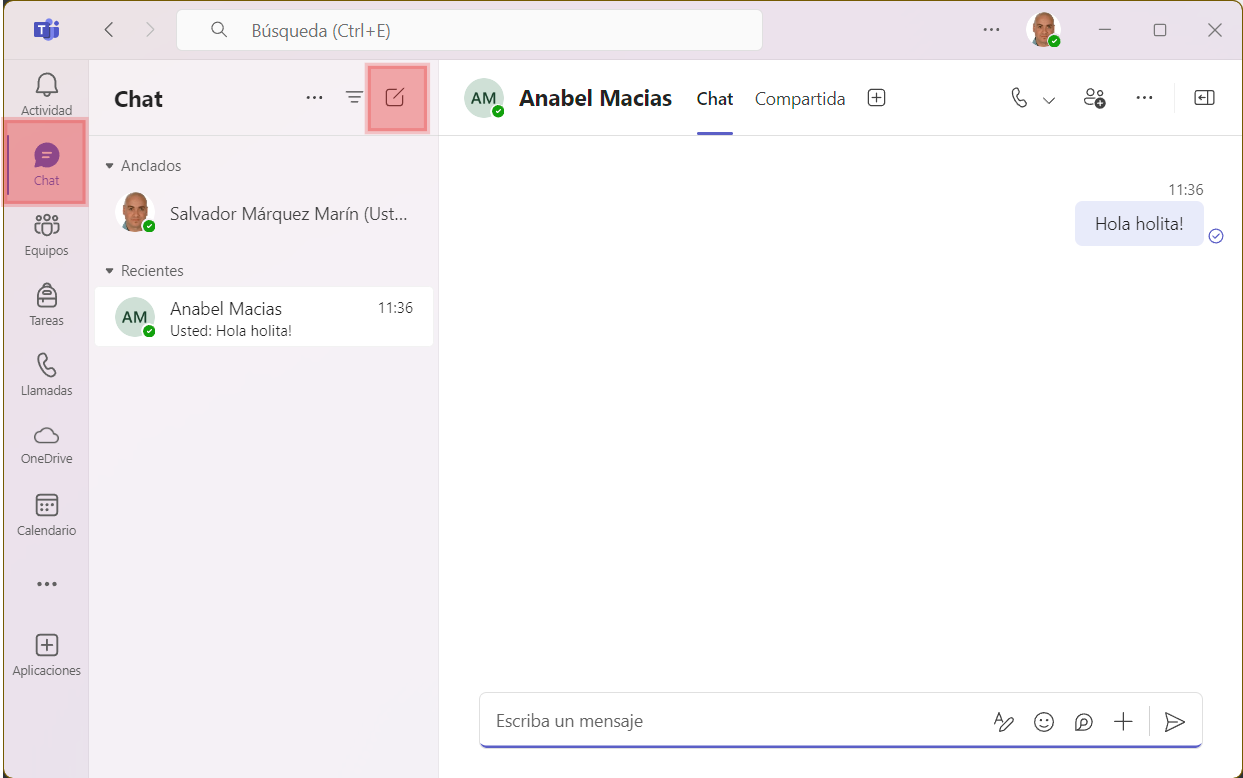 Búsqueda (Ctrl+E)
Actividad
Chat
Equipos
Tareas
Llamadas
OneDrive
Calendario
Aplicaciones
Chat
Anclados
Salvador Márquez Marín (Ust...
Recientes
AM
Anabel Macias 11:36
Usted: Hola holita!
AM Anabel Macias Chat Compartida
11:36
Hola holita!
Escriba un mensaje